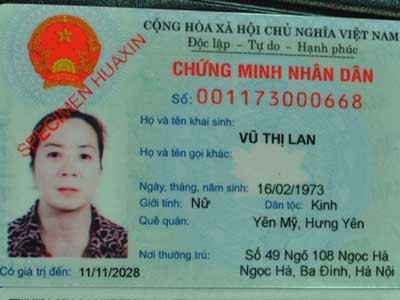 CỘNG HÒA XÃ HỘI CHỦ NGHĨA VIỆT NAM
Độc lập - Tự do - Hạnh phúc
CHỨNG MINH NHÂN DÂN
Số: 001173000668
SPECIMEN HUAXIN
Họ và tên khai sinh:
VŨ THỊ LAN
Họ và tên gọi khác:
Ngày, tháng, năm sinh: 16/02/1973
Giới tính: Nữ Dân tộc: Kinh
Quê quán: Yên Mỹ, Hưng Yên
Nơi thường trú: Số 49 Ngõ 108 Ngọc Hà
Ngọc Hà, Ba Đình, Hà Nội
Có giá trị đến: 11/11/2028